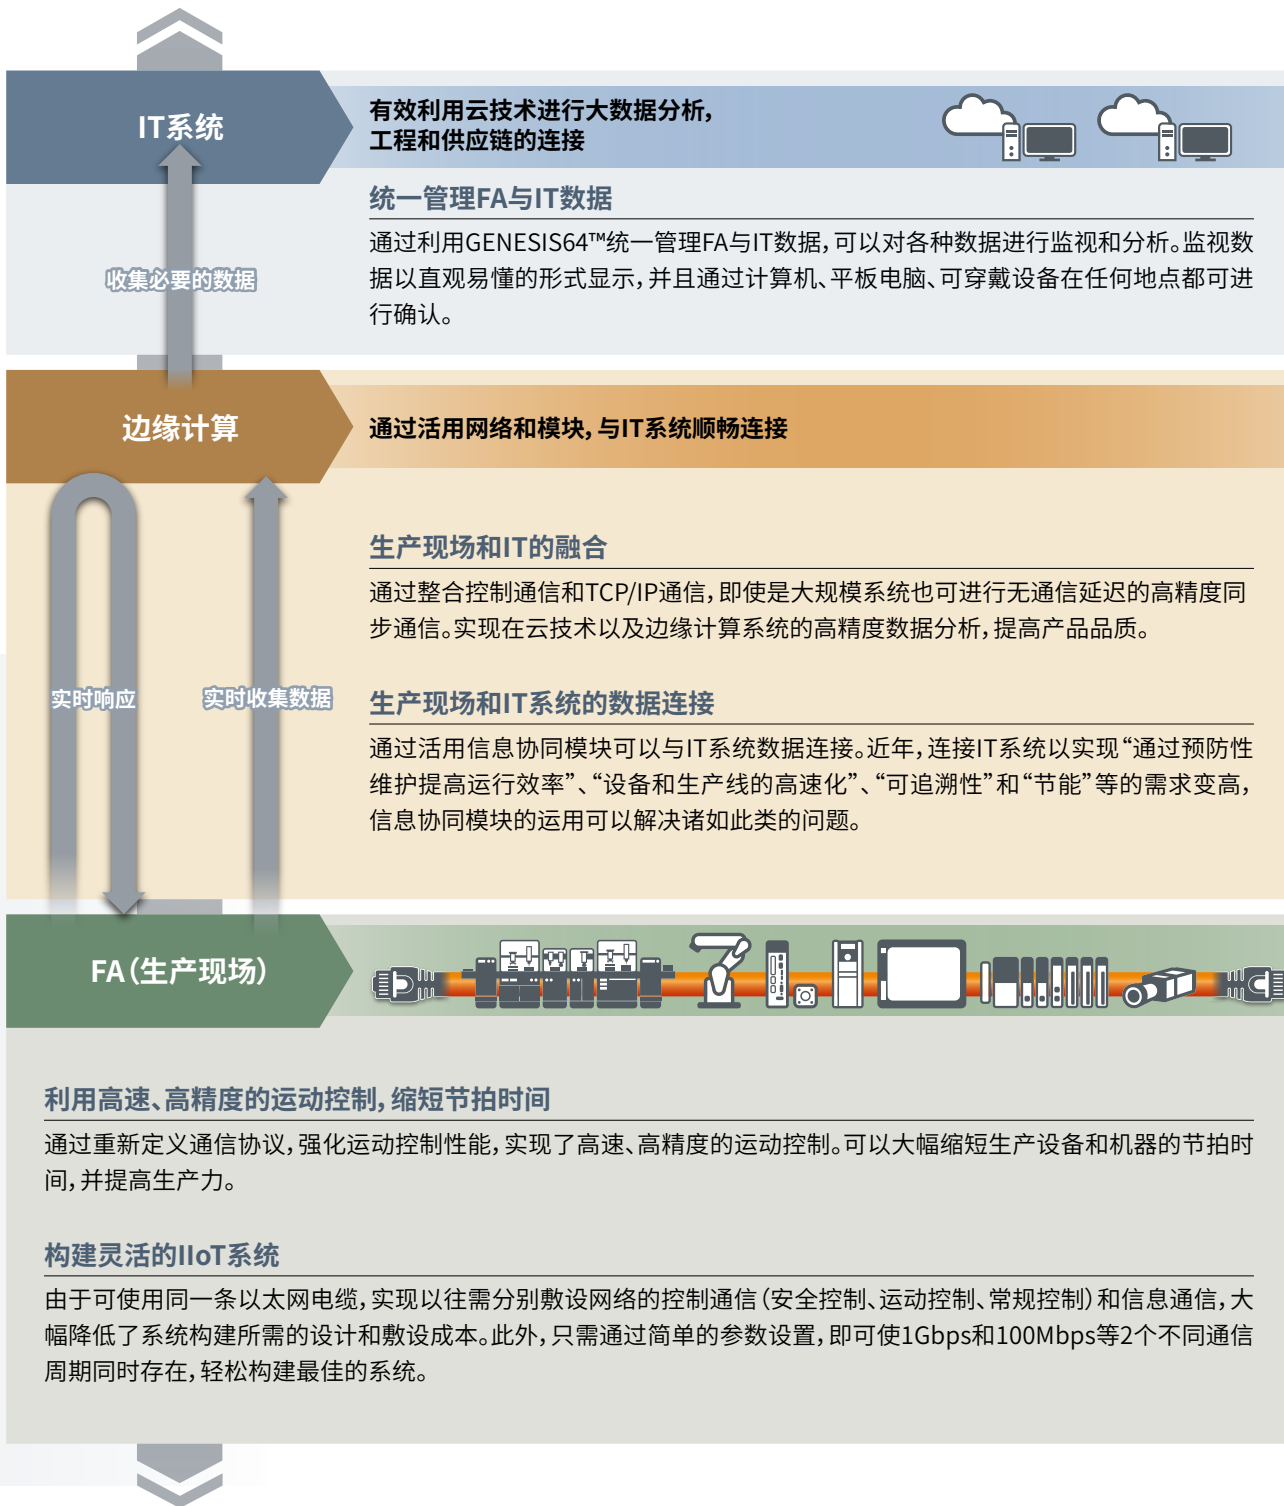 IT系统
有效利用云技术进行大数据分析，
工程和供应链的连接
统一管理FA与IT数据
通过利用GENESIS64™统一管理FA与IT数据，可以对各种数据进行监视和分析。监视数
据以直观易懂的形式显示，并且通过计算机、平板电脑、可穿戴设备在任何地点都可进
行确认。
收集必要的数据
边缘计算
通过活用网络和模块，与IT系统顺畅连接
生产现场和IT的融合
通过整合控制通信和TCP/IP通信，即使是大规模系统也可进行无通信延迟的高精度同
步通信。实现在云技术以及边缘计算系统的高精度数据分析，提高产品品质。
实时响应
实时收集数据
生产现场和IT系统的数据连接
通过活用信息协同模块可以与IT系统数据连接。近年，连接IT系统以实现“通过预防性
维护提高运行效率”、“设备和生产线的高速化”、“可追溯性”和“节能”等的需求变高，
信息协同模块的运用可以解决诸如此类的问题。
FA（生产现场）
利用高速、高精度的运动控制，缩短节拍时间
通过重新定义通信协议，强化运动控制性能，实现了高速、高精度的运动控制。可以大幅缩短生产设备和机器的节拍时
间，并提高生产力。
构建灵活的IIoT系统
由于可使用同一条以太网电缆，实现以往需分别敷设网络的控制通信（安全控制、运动控制、常规控制）和信息通信，大
幅降低了系统构建所需的设计和敷设成本。此外，只需通过简单的参数设置，即可使1Gbps和100Mbps等2个不同通信
周期同时存在，轻松构建最佳的系统。